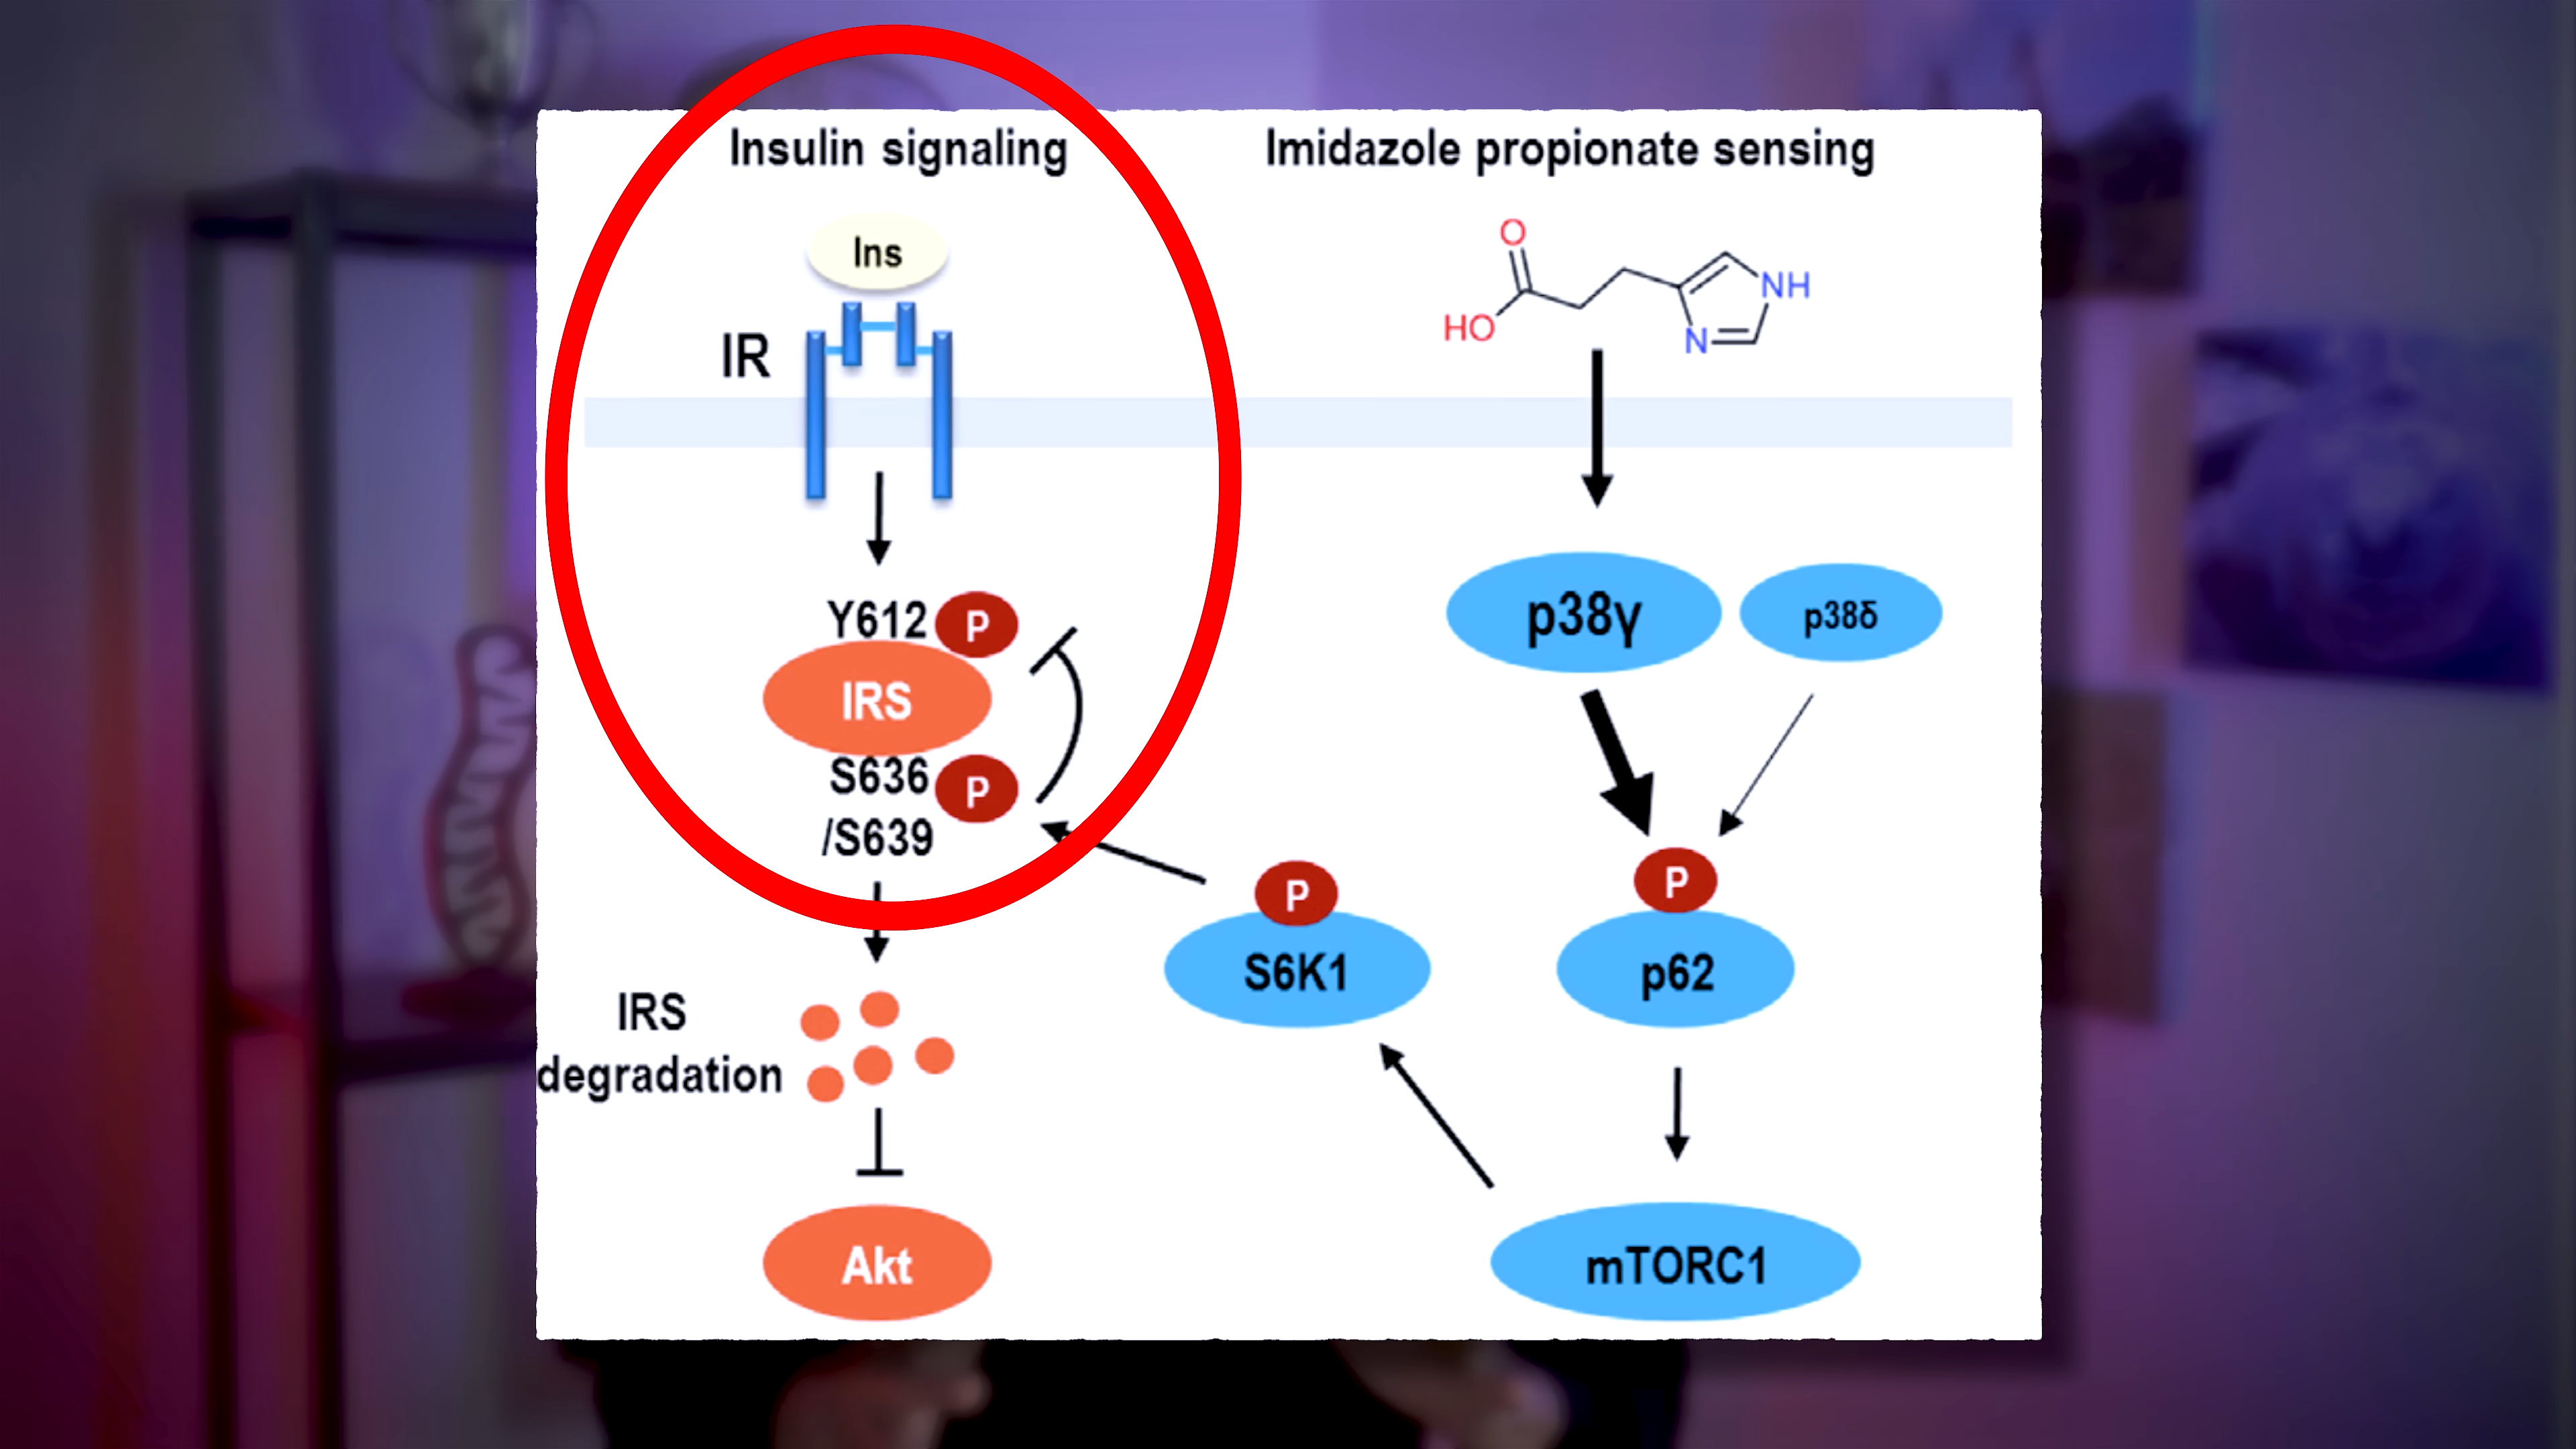 Insulin signaling
Imidazole propionate sensing
Ins
IR
O
HO
NH
N
Y612
P
IRS
S636
P
/S639
p38γ
p38δ
P
S6K1
P
p62
IRS
degradation
Akt
mTORC1